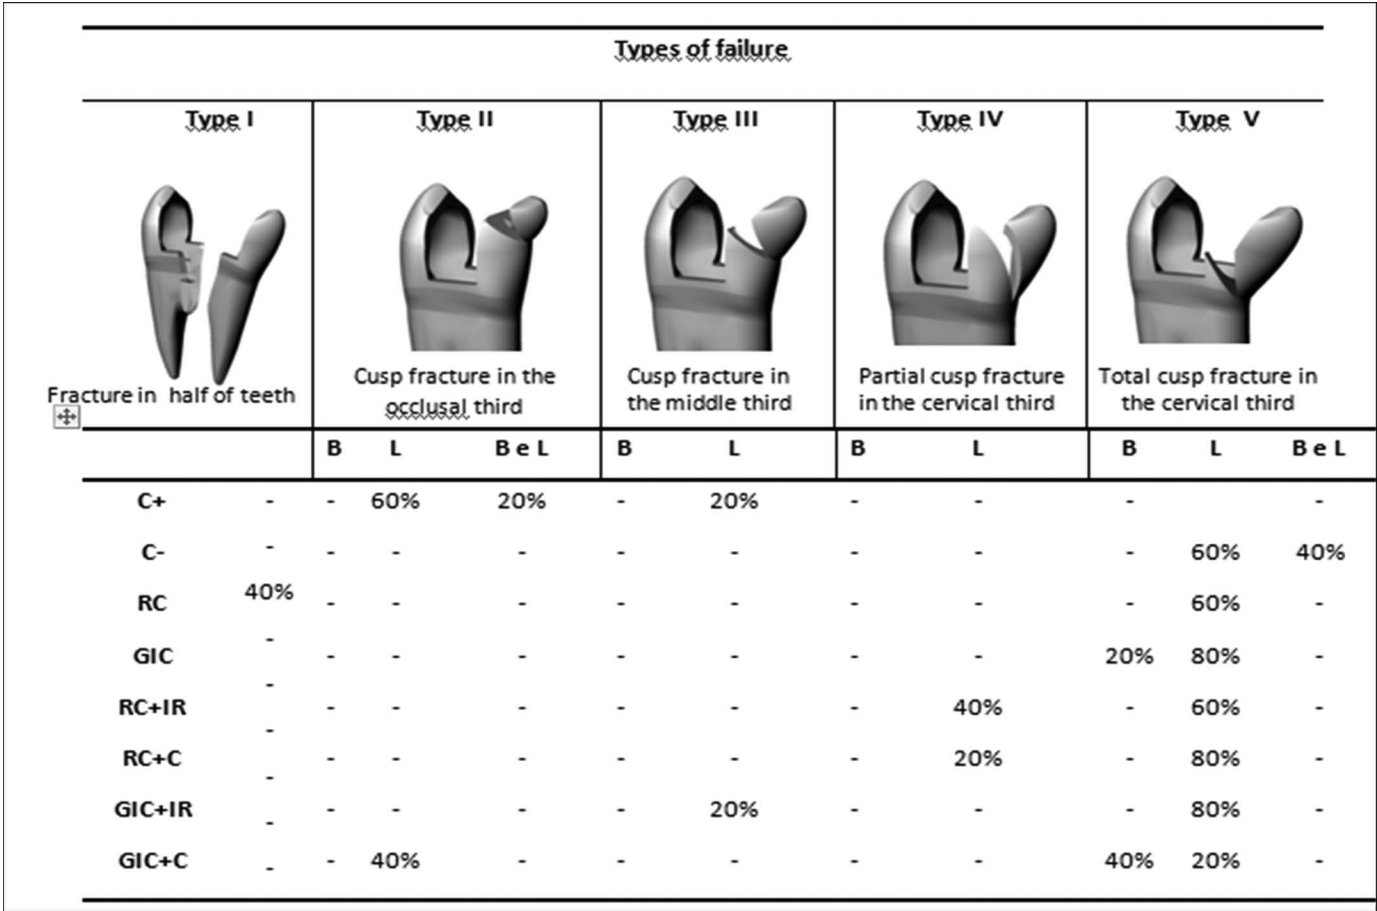 Types of failure
Type I Type II Type III Type IV Type V
Fracture in half of teeth
Cusp fracture in the
occlusal third
Cusp fracture in
the middle third
Partial cusp fracture
in the cervical third
Total cusp fracture in
the cervical third
B L B e L B L B L B L B e L
C+ - - 60% 20% - 20% - - - -
C- - - - - - - - - - 60% 40%
RC 40% - - - - - - - - 60% -
GIC - - - - - - - - 20% 80% -
RC+IR - - - - - - - 40% - 60% -
RC+C - - - - - - - 20% - 80% -
GIC+IR - - - - - 20% - - - 80% -
GIC+C - - 40% - - - - - 40% 20% -